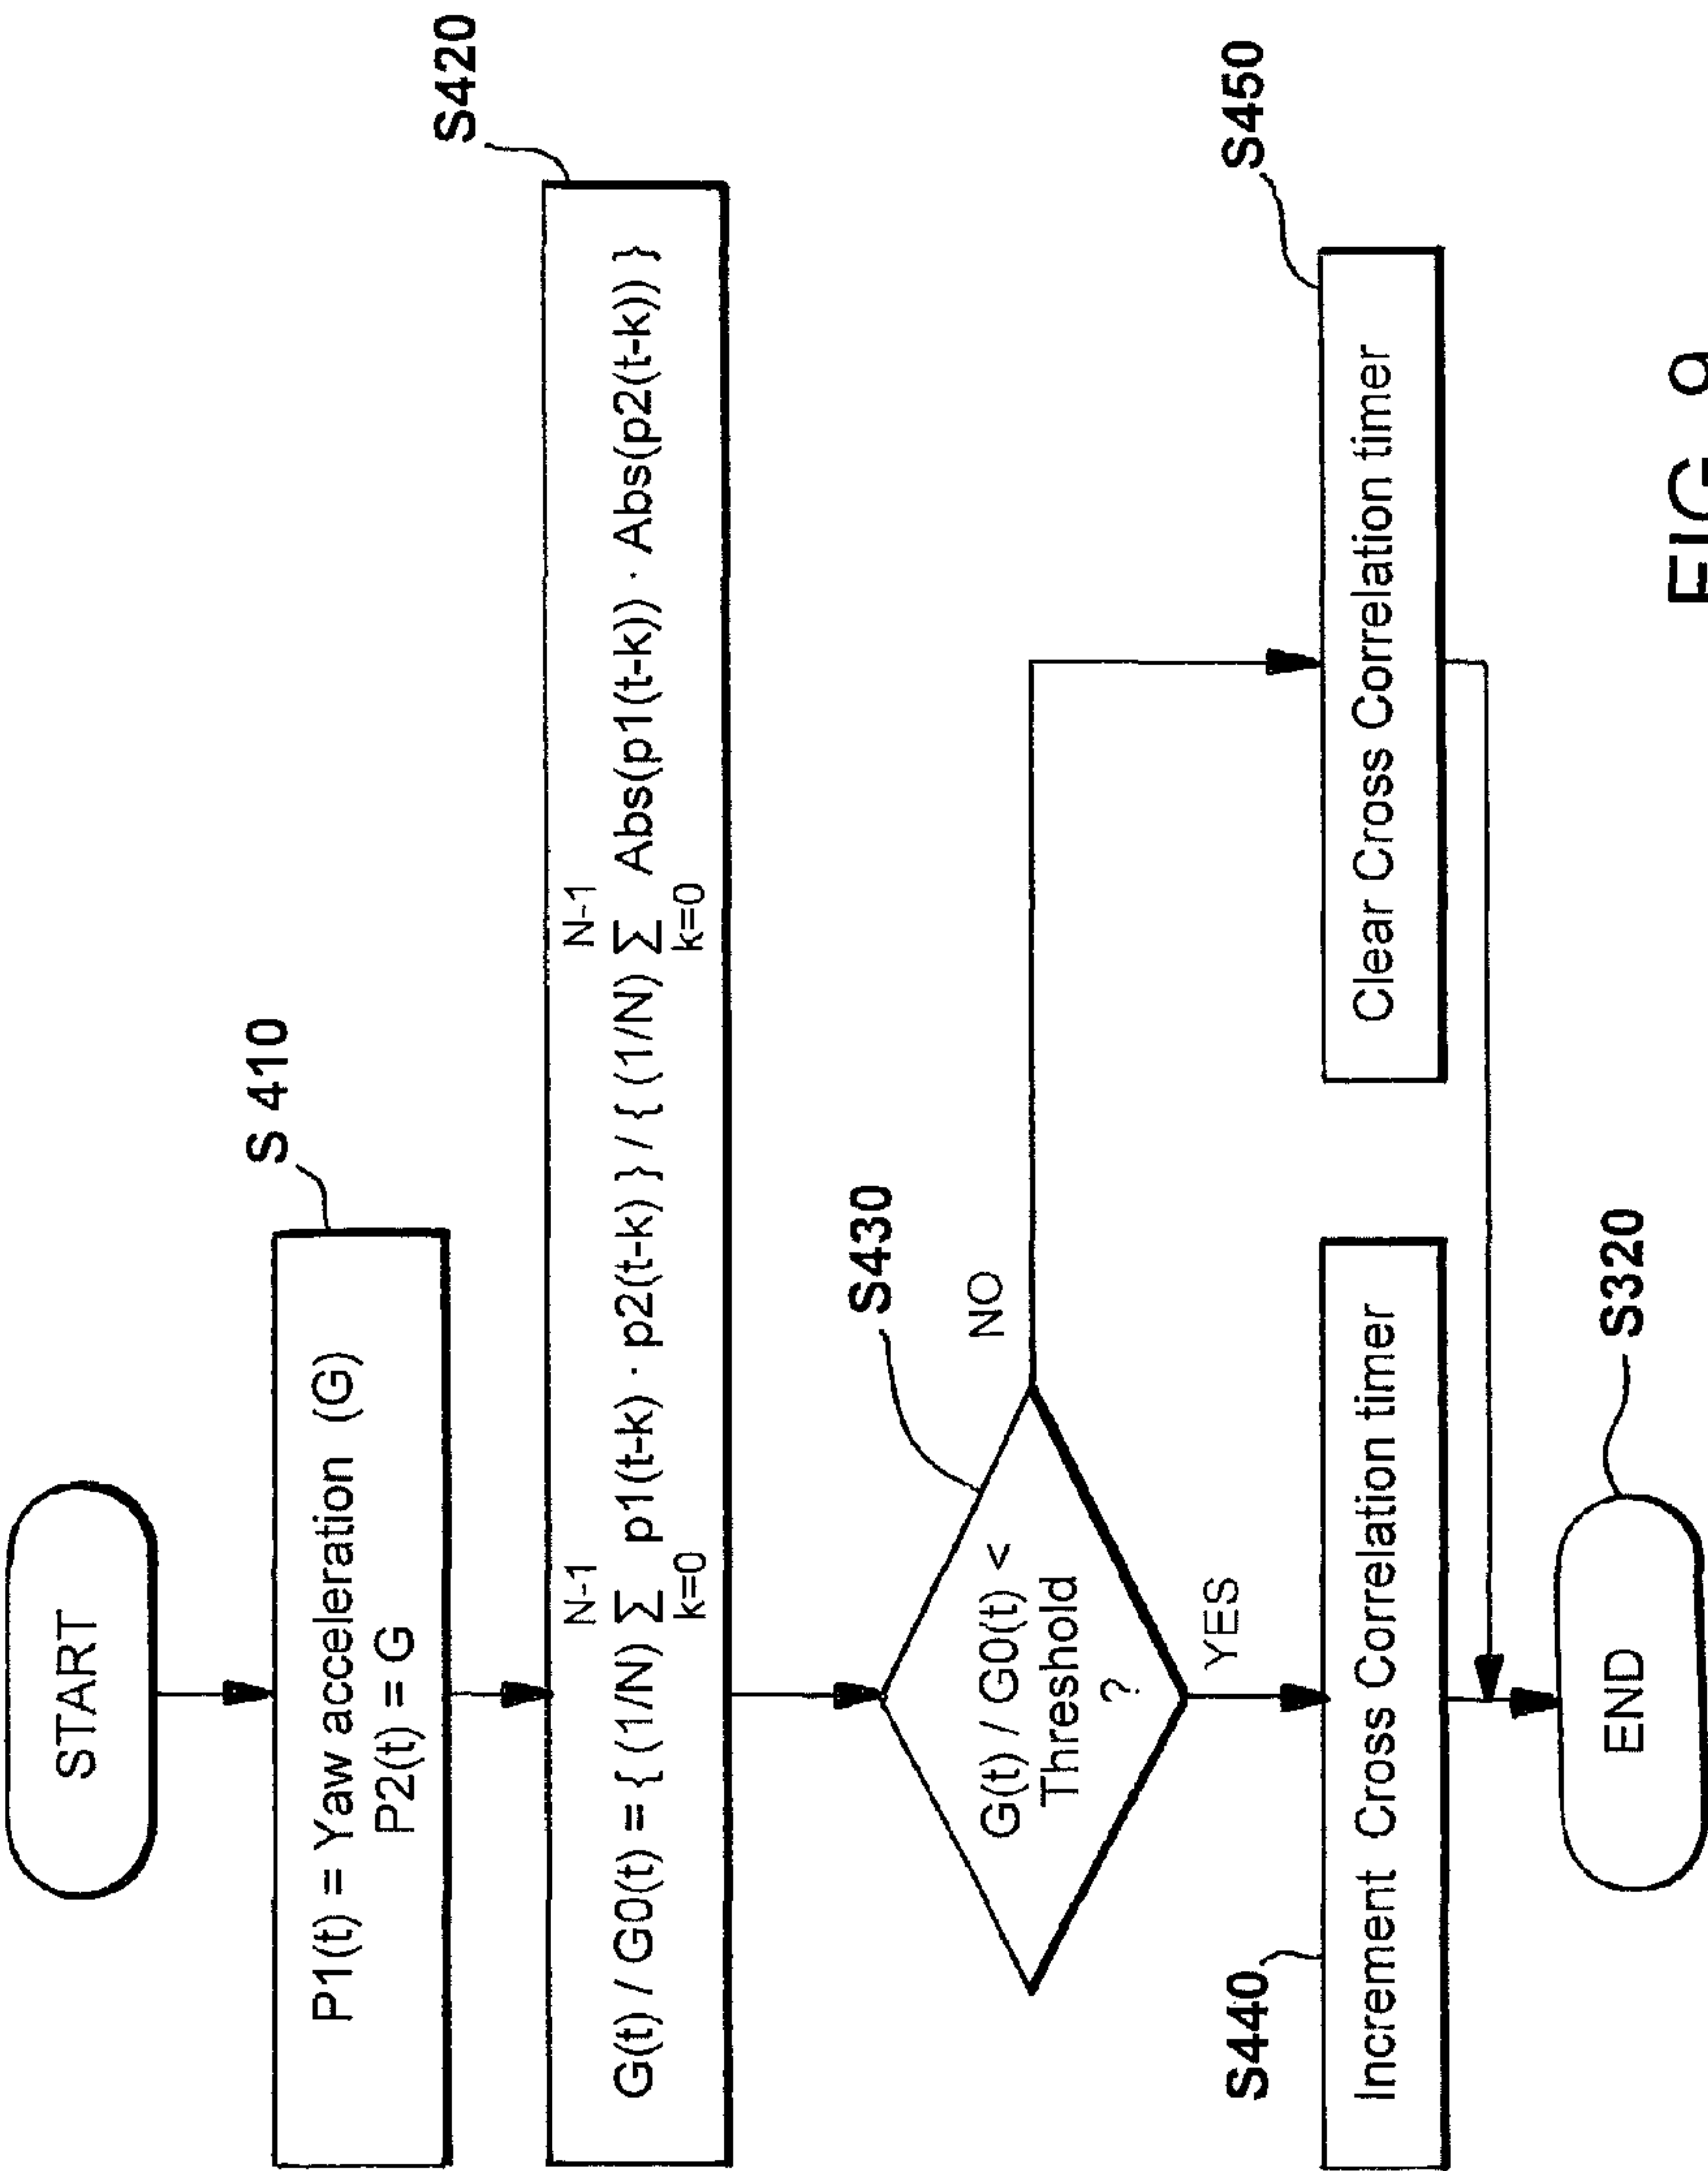 START
S 410
P1(t) = Yaw acceleration (G)
P2(t) = G
S420
N-1 N-1
G(t) / G0(t) = { (1/N) Σ p1(t-k) · p2(t-k) } / { (1/N) Σ Abs(p1(t-k)) · Abs(p2(t-k)) }
k=0 k=0
S430
G(t) / G0(t) <
Threshold
?
NO
YES
S440
Increment Cross Correlation timer
S450
Clear Cross Correlation timer
END
S320
FIG. 9